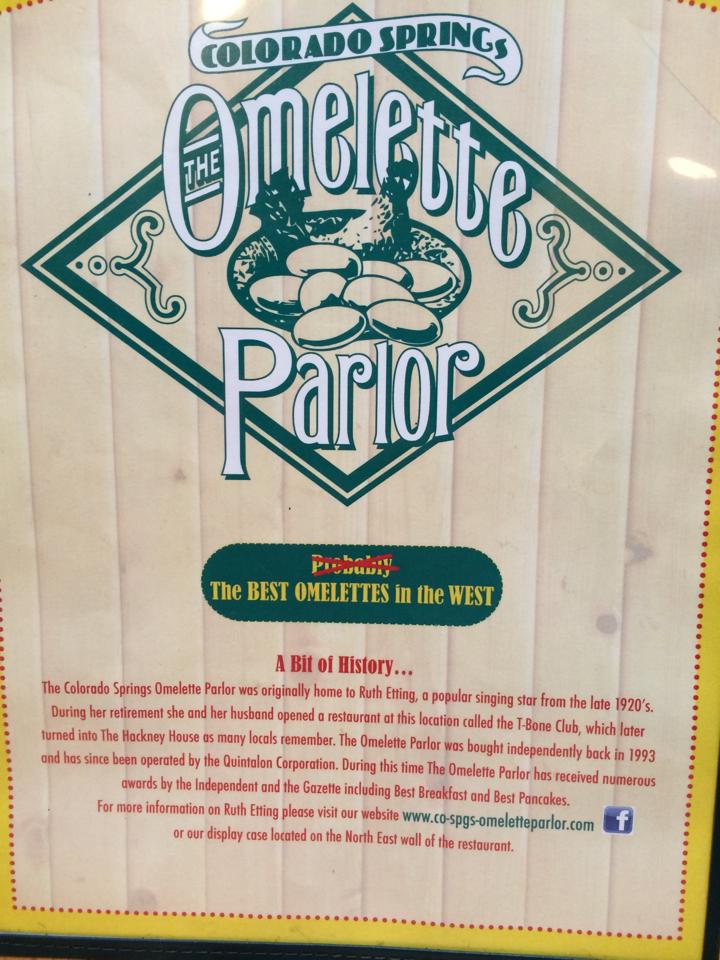 COLORADO SPRINGS
THE
Omelette
Parlor
Probably
The BEST OMELETTES in the WEST
A Bit of History...
The Colorado Springs Omelette Parlor was originally home to Ruth Etting, a popular singing star from the late 1920's.
During her retirement she and her husband opened a restaurant at this location called the T-Bone Club, which later
turned into The Hackney House as many locals remember. The Omelette Parlor was bought independently back in 1993
and has since been operated by the Quintalon Corporation. During this time The Omelette Parlor has received numerous
awards by the Independent and the Gazette including Best Breakfast and Best Pancakes.
For more information on Ruth Etting please visit our website www.co-spgs-omeletteparlor.com f
or our display case located on the North East wall of the restaurant.